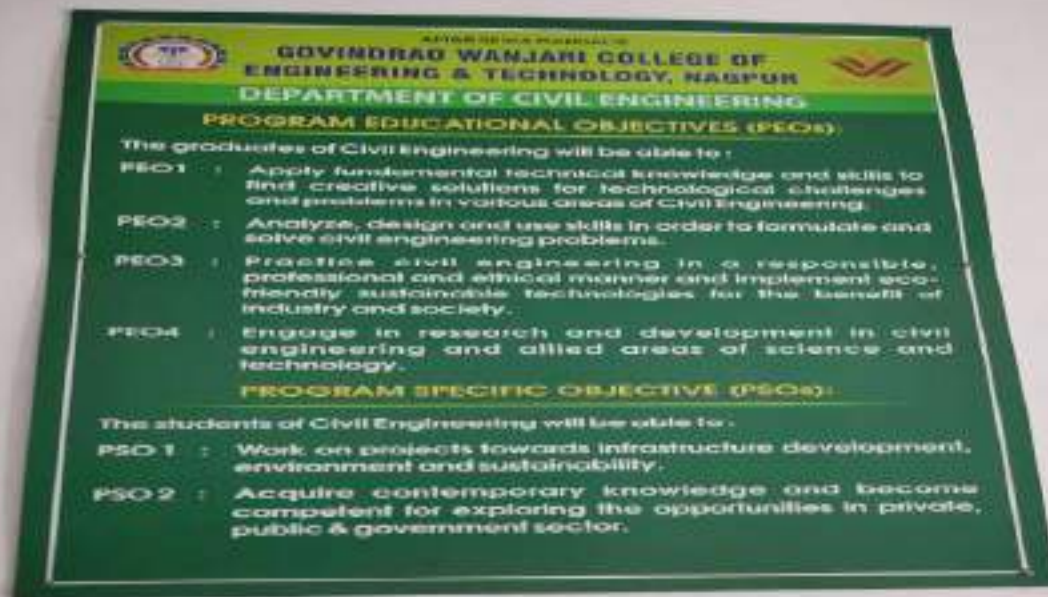 GOVINDRAO WANJARI COLLEGE OF
ENGINEERING & TECHNOLOGY, NAGPUR
DEPARTMENT OF CIVIL ENGINEERING
PROGRAM EDUCATIONAL OBJECTIVES (PEOs):
The graduates of Civil Engineering will be able to :
PEO1 : Apply fundamental technical knowledge and skills to
find creative solutions for technological challenges
and problems in various areas of Civil Engineering.
PEO2 : Analyze, design and use skills in order to formulate and
solve civil engineering problems.
PEO3 : Practice civil engineering in a responsible,
professional and ethical manner and implement eco-
friendly sustainable technologies for the benefit of
industry and society.
PEO4 : Engage in research and development in civil
engineering and allied areas of science and
technology.
PROGRAM SPECIFIC OBJECTIVE (PSOs):
The students of Civil Engineering will be able to :
PSO 1 : Work on projects towards infrastructure development,
environment and sustainability.
PSO 2 : Acquire contemporary knowledge and become
competent for exploring the opportunities in private,
public & government sector.